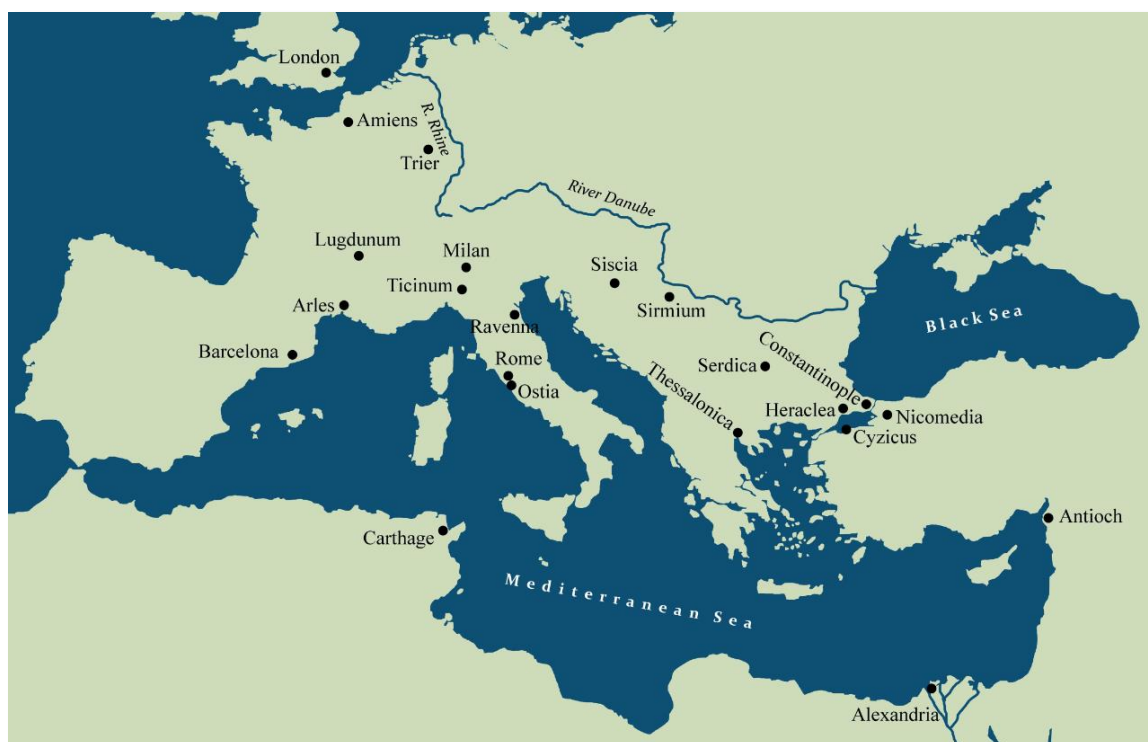 London
Amiens
R. Rhine
Trier
River Danube
Lugdunum
Milan
Siscia
Ticinum
Sirmium
Arles
Ravenna
Black Sea
Barcelona
Rome
Ostia
Serdica
Constantinople
Thessalonica
Heraclea
Nicomedia
Cyzicus
Carthage
Antioch
Mediterranean Sea
Alexandria